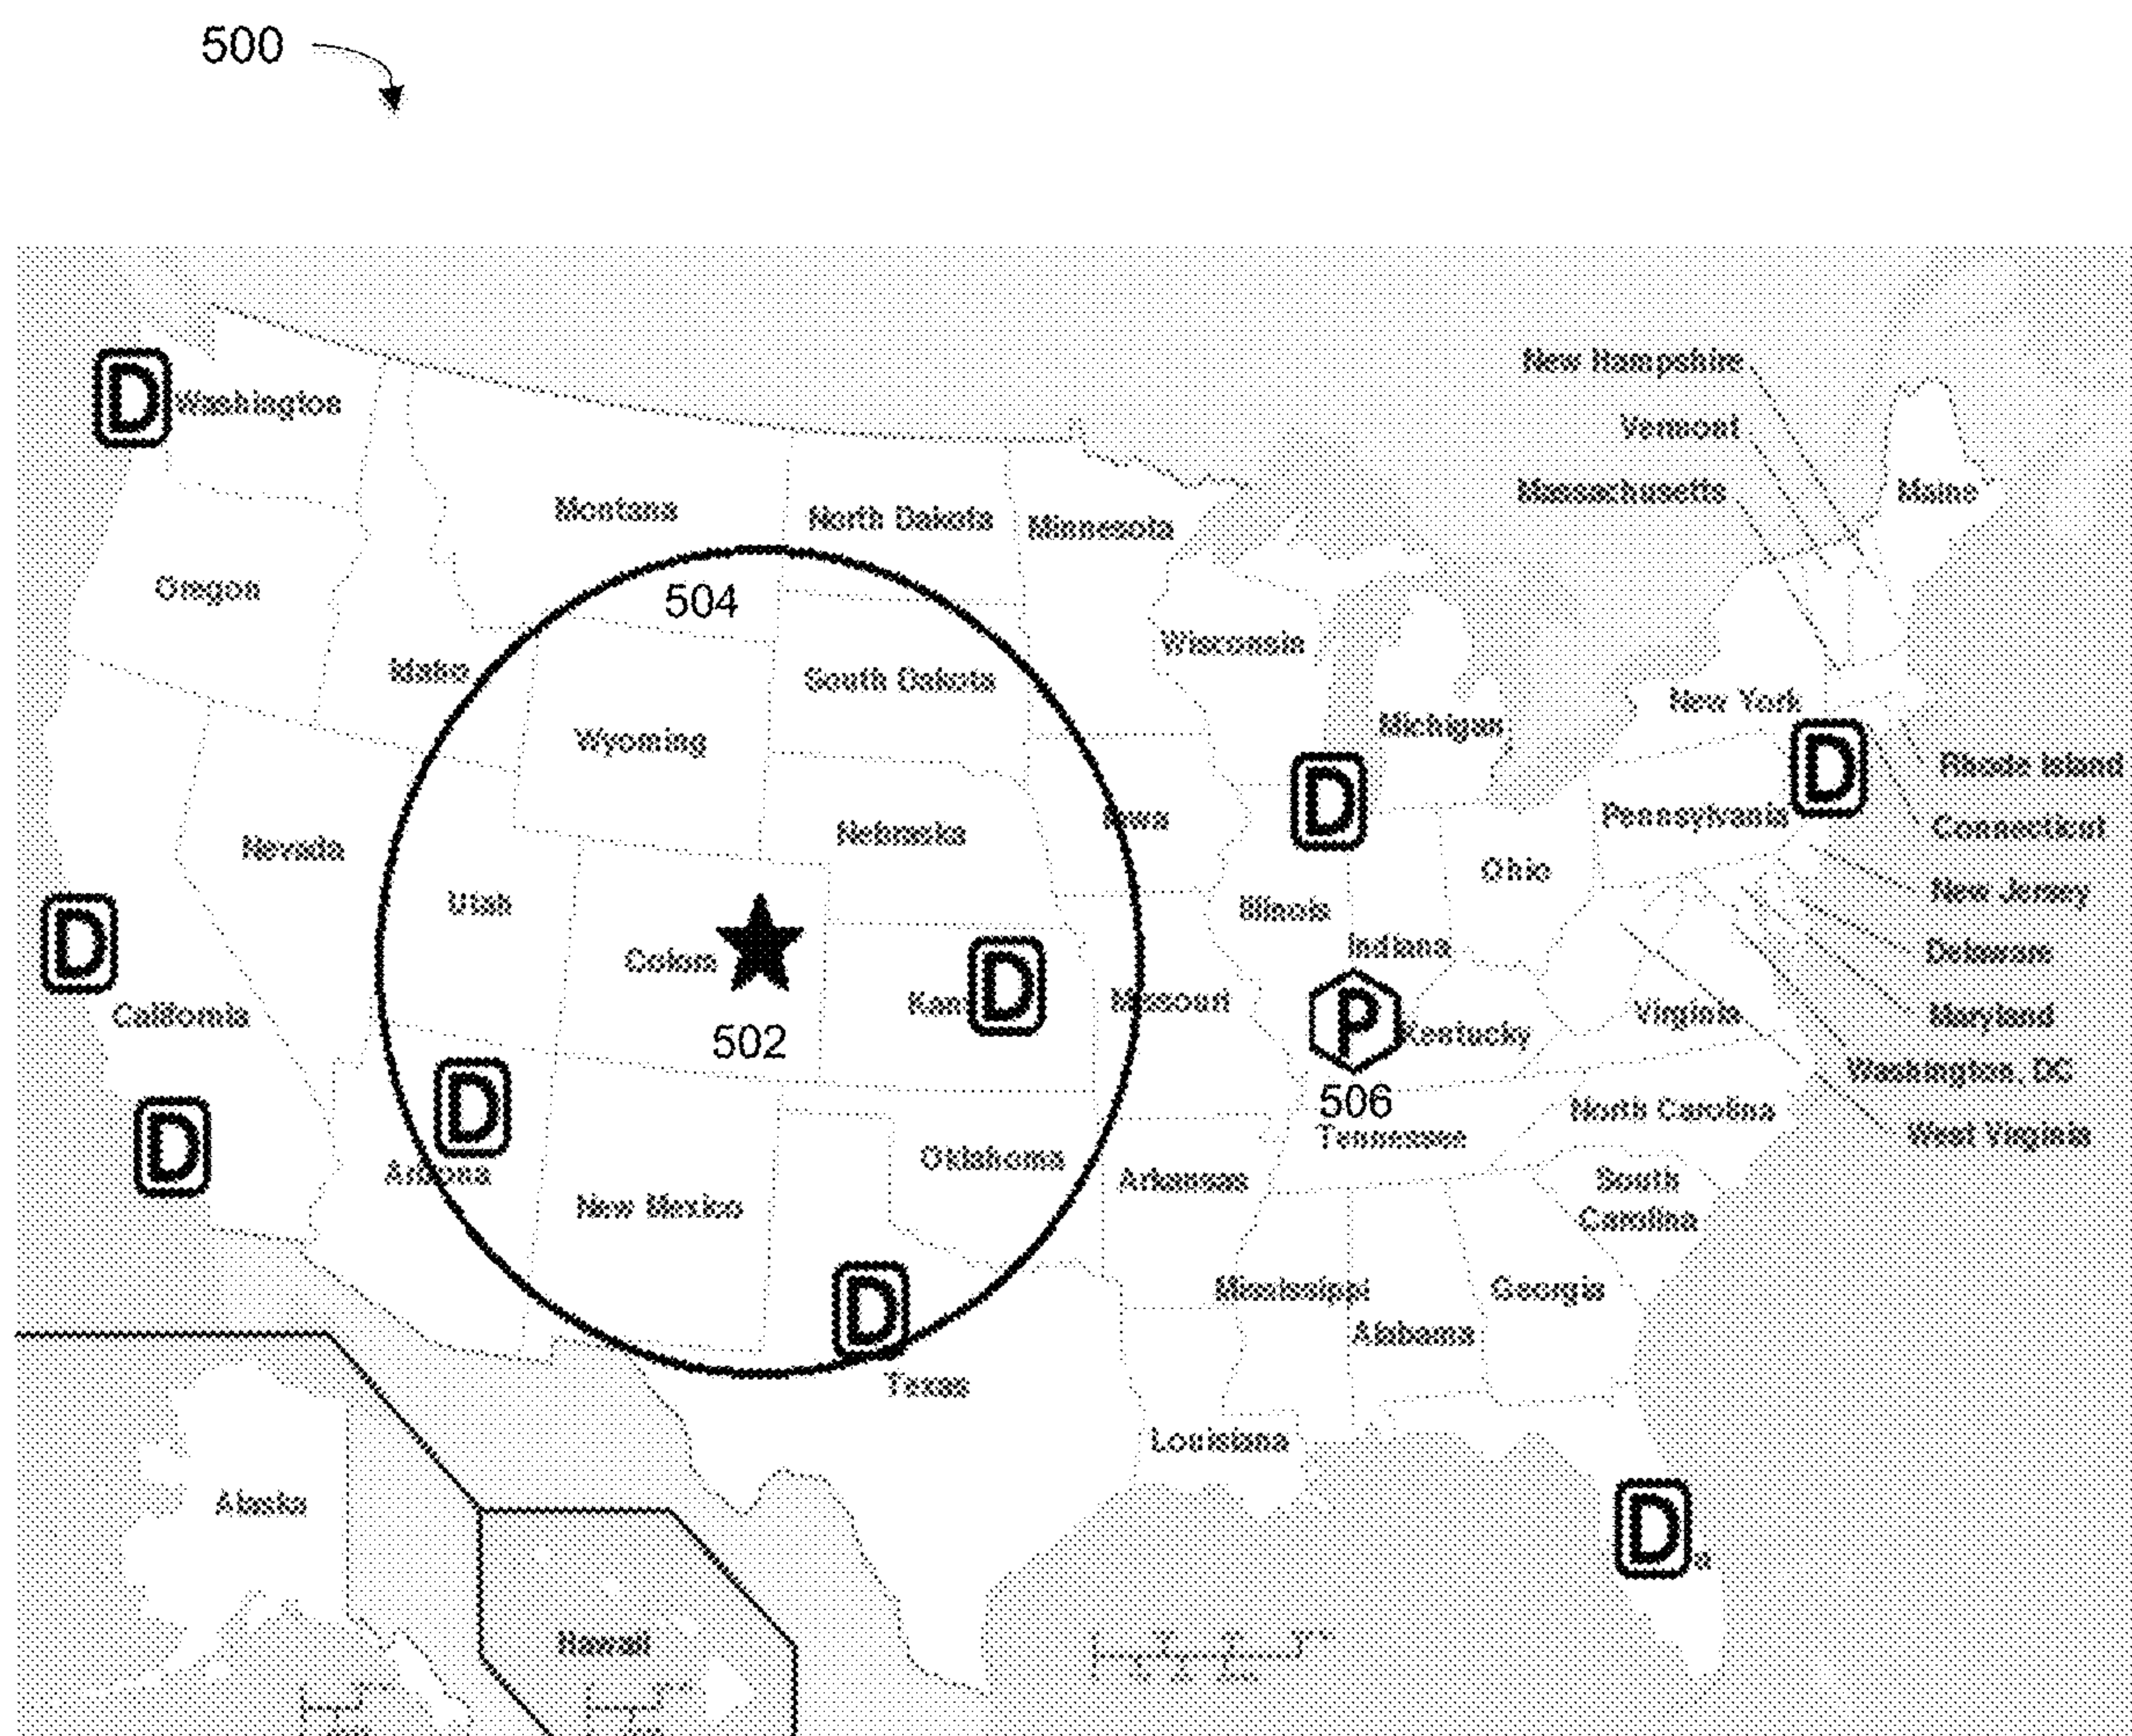 500
New Hampshire
Vermont
Massachusetts
D
Washington
Maine
Montana
North Dakota
Minnesota
Oregon
504
Wisconsin
Idaho
South Dakota
New York
Michigan
Wyoming
D
Rhode Island
D
Pennsylvania
Iowa
Connecticut
Nebraska
Nevada
Ohio
New Jersey
Utah
Illinois
D
Indiana
Delaware
Colora
D
Kan
Missouri
California
P
Kentucky
Virginia
Maryland
502
Washington, DC
D
506
North Carolina
Tennessee
West Virginia
D
Arizona
Oklahoma
Arkansas
South
Carolina
New Mexico
D
Mississippi
Georgia
Alabama
Texas
Louisiana
Alaska
D
a
Hawaii